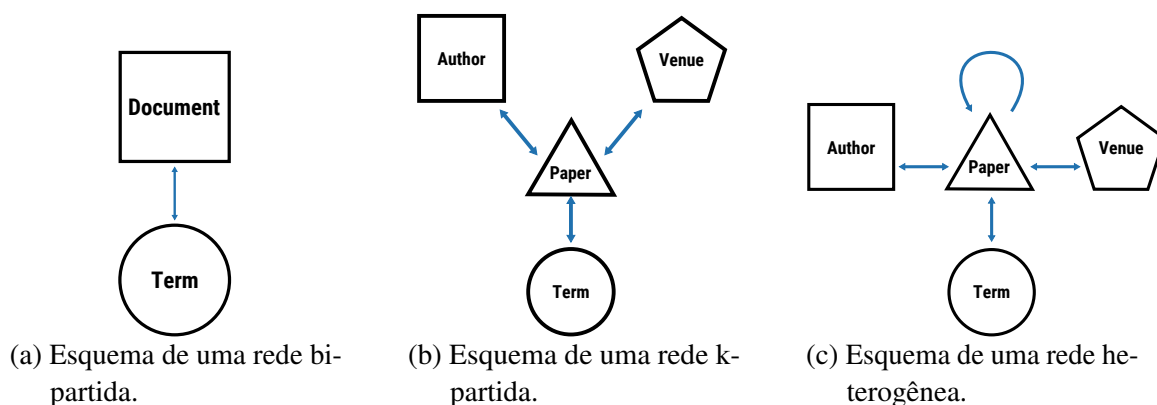 Document
Term
(a) Esquema de uma rede bi-
partida.
Author
Venue
Paper
Term
(b) Esquema de uma rede k-
partida.
Author
Paper
Venue
Term
(c) Esquema de uma rede he-
terogênea.